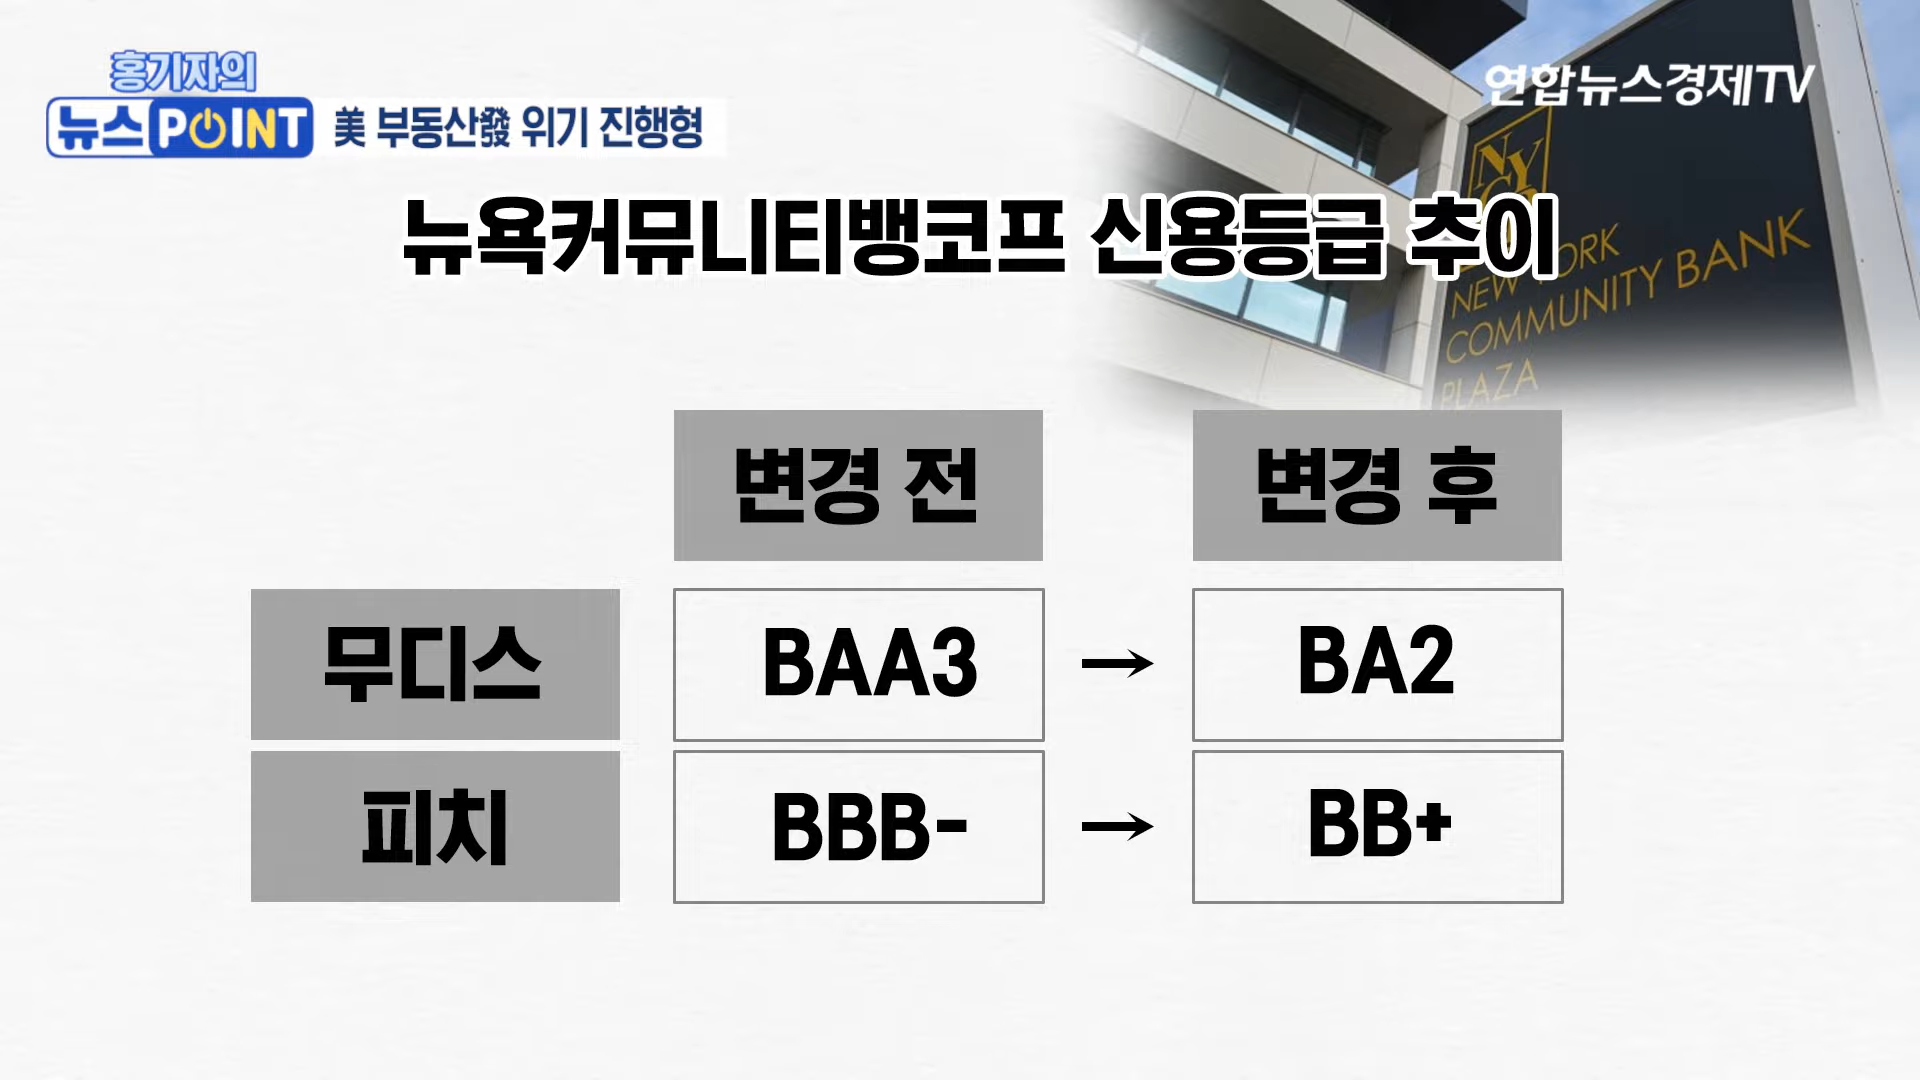 홍기자의
뉴스POINT
美 부동산發 위기 진행형
연합뉴스경제TV
뉴욕커뮤니티뱅코프 신용등급 추이
NY
NEW YORK
COMMUNITY BANK
PLAZA
변경 전
변경 후
무디스
BAA3
→
BA2
피치
BBB-
→
BB+